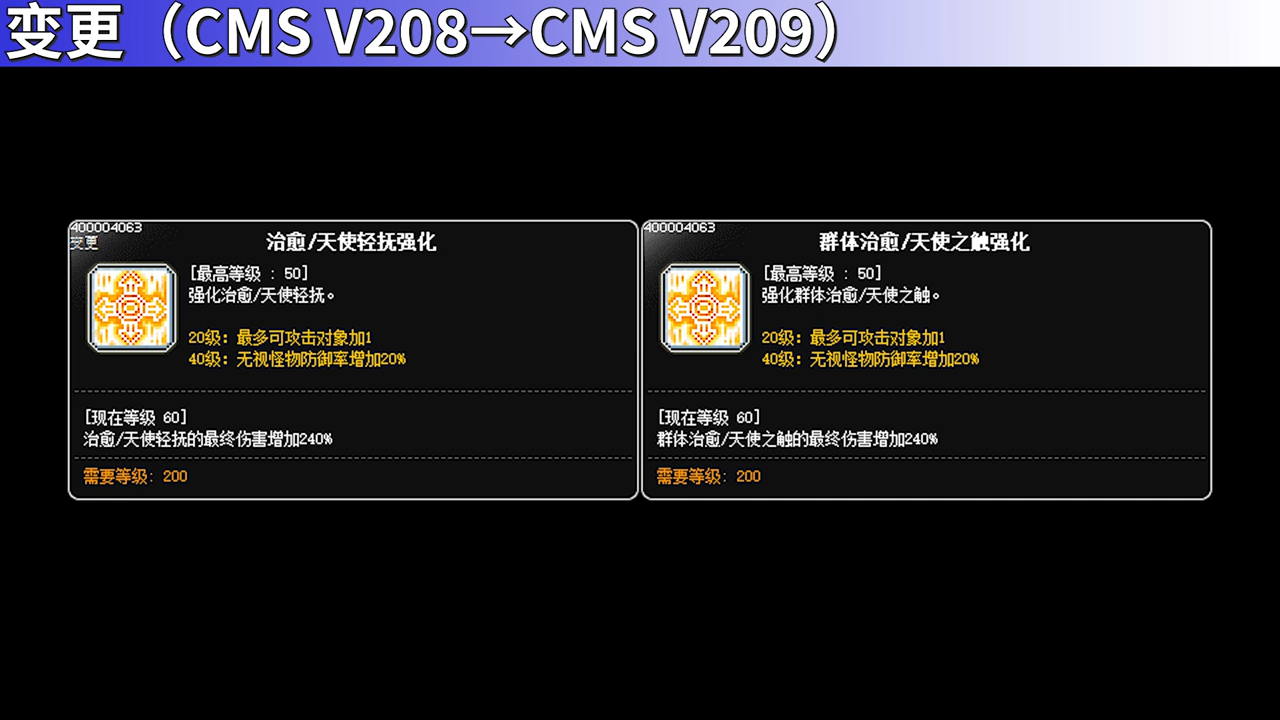 变更（CMS V208→CMS V209）
400004063
变更
治愈/天使轻抚强化
[最高等级 : 50]
强化治愈/天使轻抚。
20级: 最多可攻击对象加1
40级: 无视怪物防御率增加20%
[现在等级 60]
治愈/天使轻抚的最终伤害增加240%
需要等级: 200
400004063
群体治愈/天使之触强化
[最高等级 : 50]
强化群体治愈/天使之触。
20级: 最多可攻击对象加1
40级: 无视怪物防御率增加20%
[现在等级 60]
群体治愈/天使之触的最终伤害增加240%
需要等级: 200